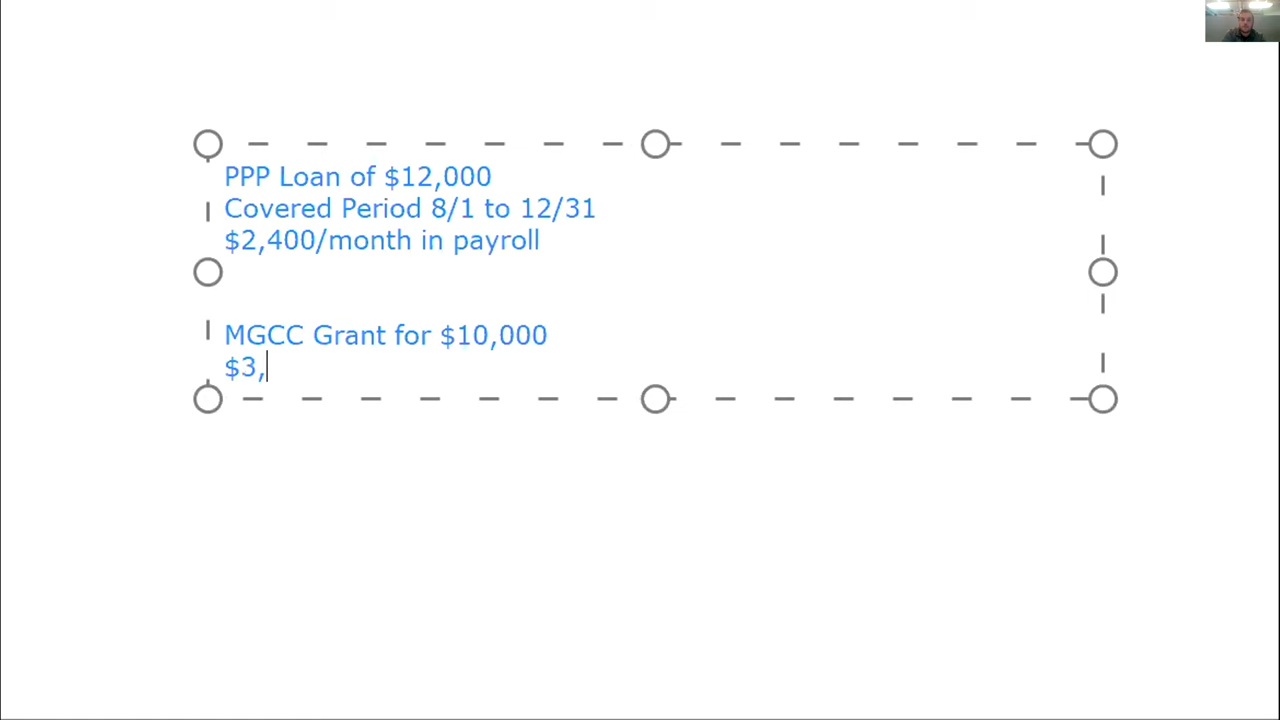 PPP Loan of $12,000
Covered Period 8/1 to 12/31
$2,400/month in payroll
MGCC Grant for $10,000
$3,